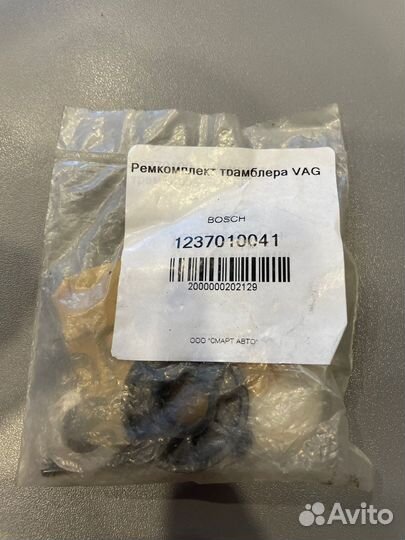 Ремкомплект трамблера VAG
BOSCH
1237010041
2000000202129
ООО "СМАРТ АВТО"
Avito